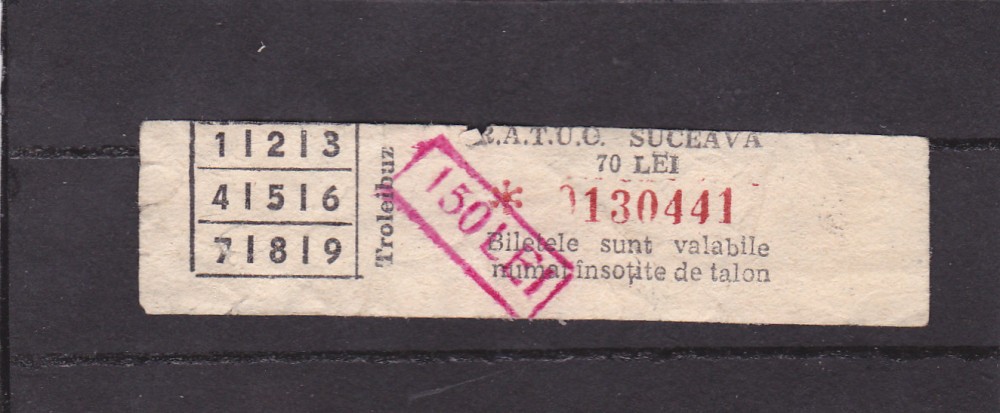 1|2|3
4|5|6
7|8|9
Troleibuz
R.A.T.U.O. SUCEAVA
70 LEI
* 0130441
Biletele sunt valabile
numai însoțite de talon
150 LEI